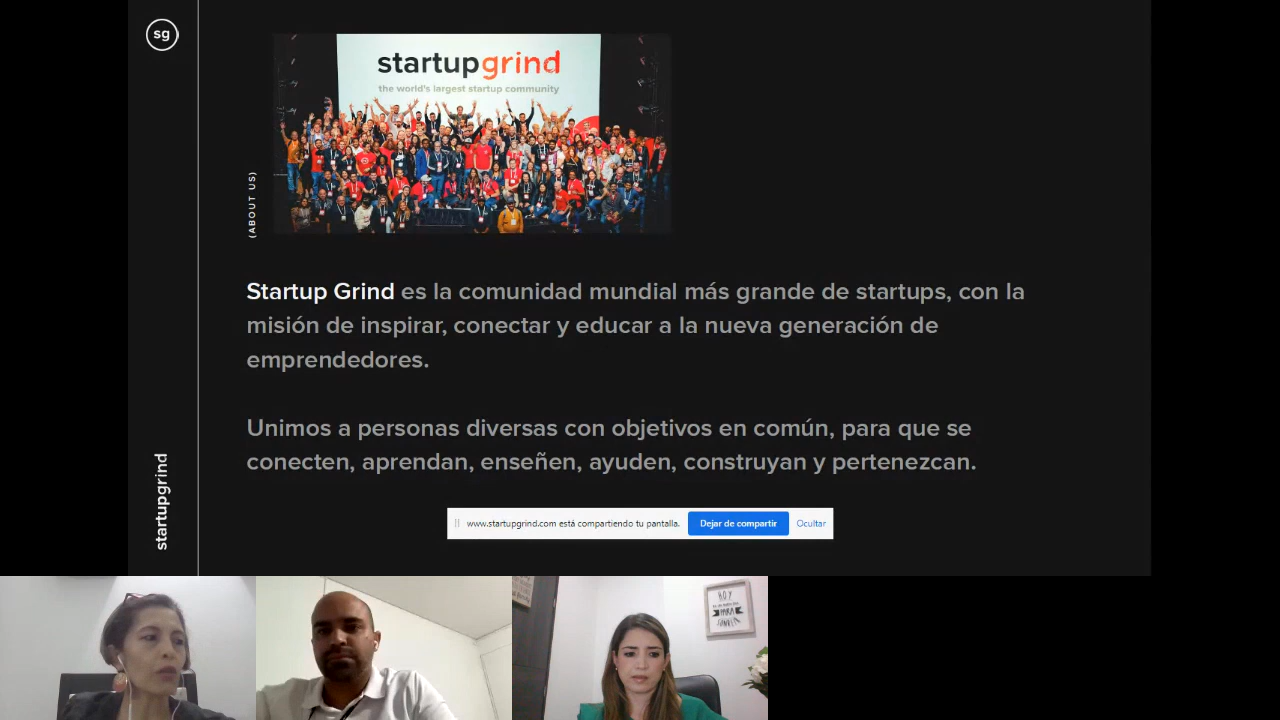 sg
startupgrind
the world's largest startup community
(ABOUT US)
Startup Grind es la comunidad mundial más grande de startups, con la
misión de inspirar, conectar y educar a la nueva generación de
emprendedores.
Unimos a personas diversas con objetivos en común, para que se
conecten, aprendan, enseñen, ayuden, construyan y pertenezcan.
startupgrind
www.startupgrind.com está compartiendo tu pantalla.
Dejar de compartir
Ocultar
HOY
PARA